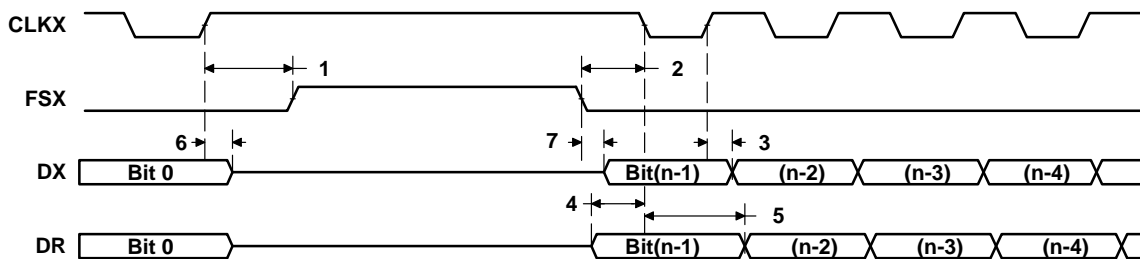 CLKX
1
2
FSX
6
7
3
DX Bit 0 Bit(n-1) (n-2) (n-3) (n-4)
4
5
DR Bit 0 Bit(n-1) (n-2) (n-3) (n-4)